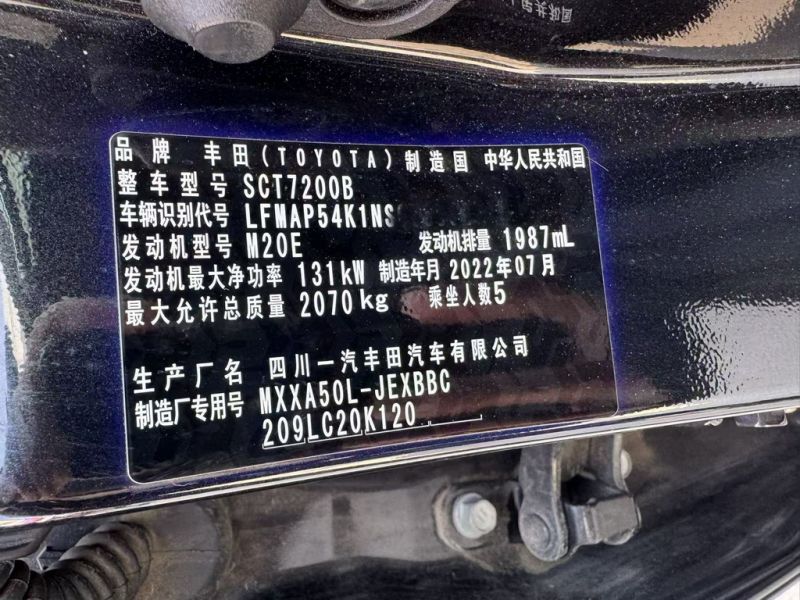 品牌 丰田(TOYOTA)制造国 中华人民共和国
整车型号 SCT7200B
车辆识别代号 LFMAP54K1NS
发动机型号 M20E 发动机排量 1987mL
发动机最大净功率 131kW 制造年月 2022年07月
最大允许总质量 2070kg 乘坐人数5
生产厂名 四川一汽丰田汽车有限公司
制造厂专用号 MXXA50L-JEXBBC
209LC20K120